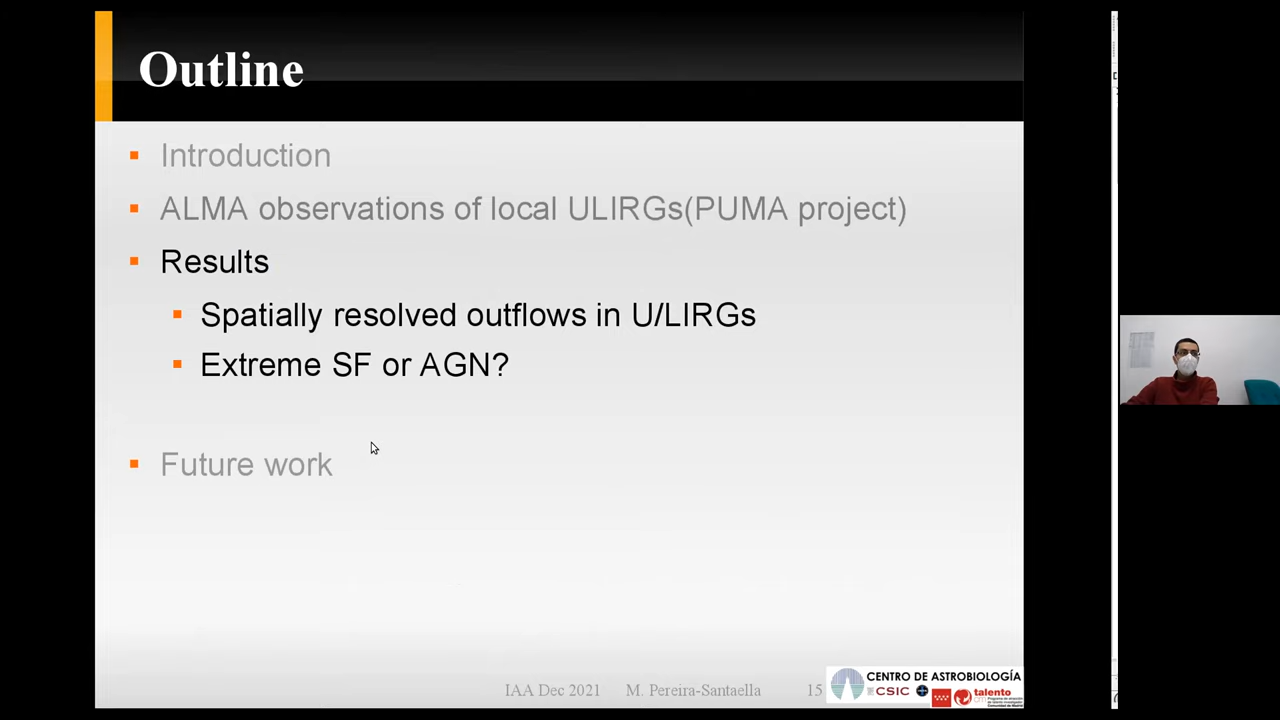 Outline
Introduction
ALMA observations of local ULIRGs(PUMA project)
Results
Spatially resolved outflows in U/LIRGs
Extreme SF or AGN?
Future work
IAA Dec 2021 M. Pereira-Santaella 15
CENTRO DE ASTROBIOLOGÍA
CSIC
talento